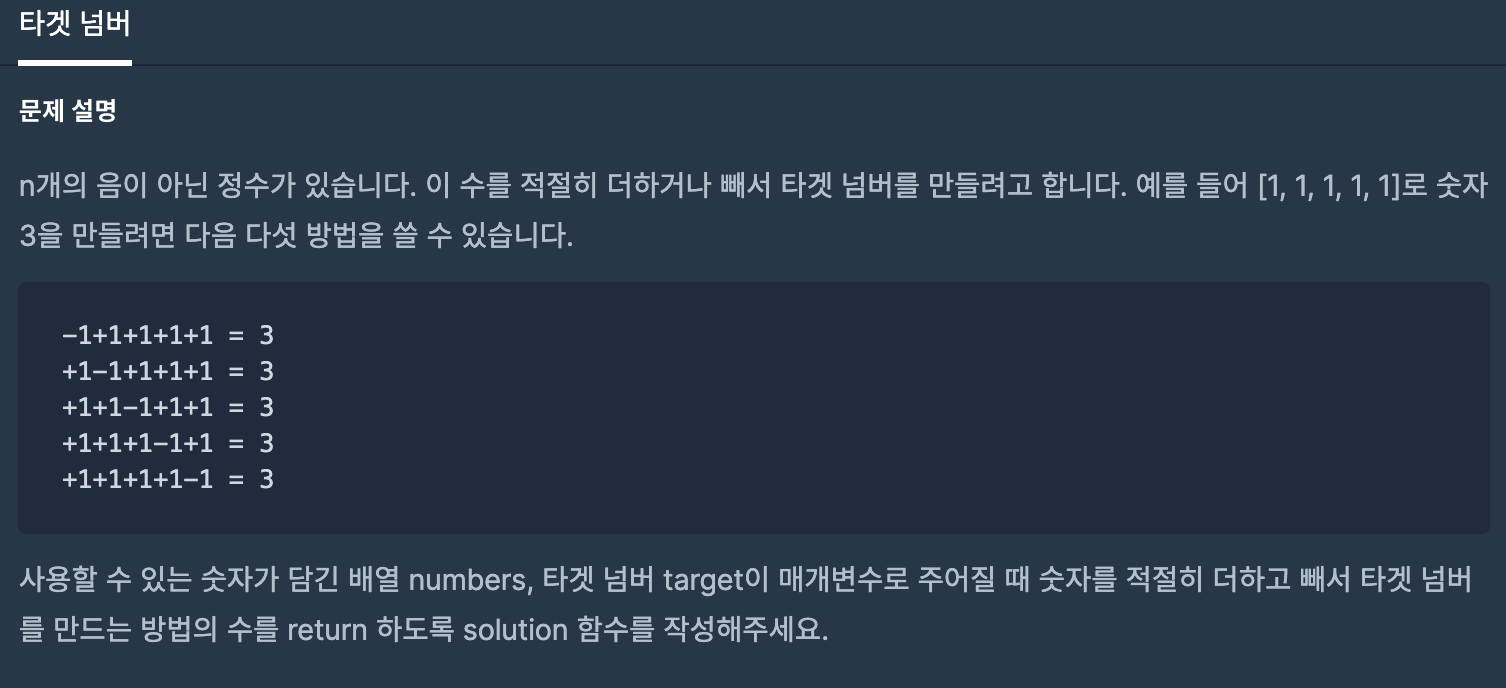 타겟 넘버
문제 설명
n개의 음이 아닌 정수가 있습니다. 이 수를 적절히 더하거나 빼서 타겟 넘버를 만들려고 합니다. 예를 들어 [1, 1, 1, 1, 1]로 숫자
3을 만들려면 다음 다섯 방법을 쓸 수 있습니다.
-1+1+1+1+1 = 3
+1-1+1+1+1 = 3
+1+1-1+1+1 = 3
+1+1+1-1+1 = 3
+1+1+1+1-1 = 3
사용할 수 있는 숫자가 담긴 배열 numbers, 타겟 넘버 target이 매개변수로 주어질 때 숫자를 적절히 더하고 빼서 타겟 넘버
를 만드는 방법의 수를 return 하도록 solution 함수를 작성해주세요.